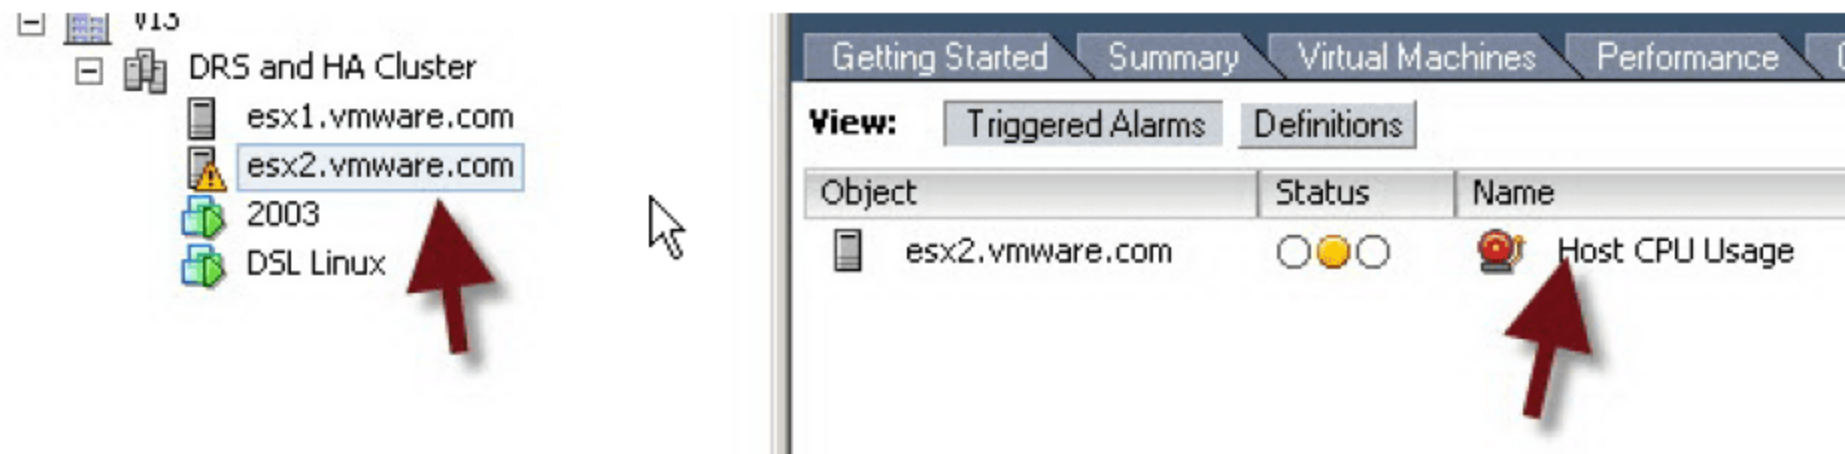 DRS and HA Cluster
esx1.vmware.com
esx2.vmware.com
2003
DSL Linux
Getting Started Summary Virtual Machines Performance
View: Triggered Alarms Definitions
Object Status Name
esx2.vmware.com Host CPU Usage